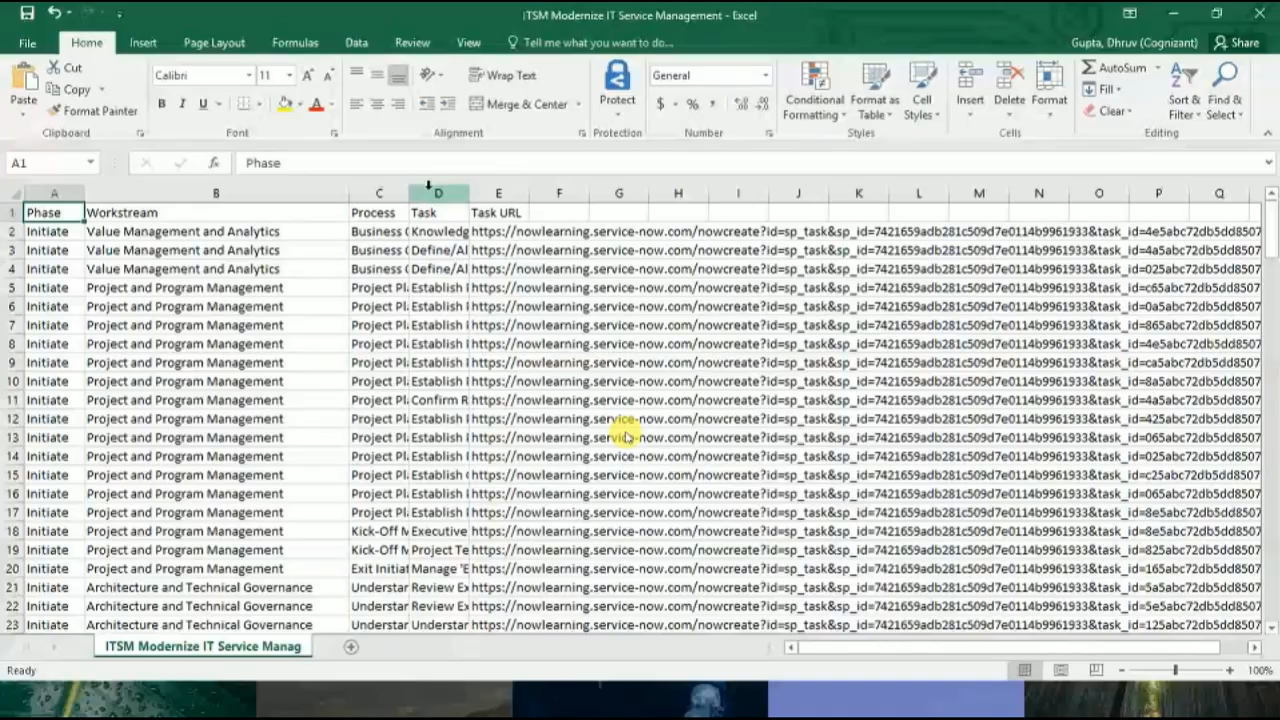 ITSM Modernize IT Service Management - Excel
File Home Insert Page Layout Formulas Data Review View Tell me what you want to do... Gupta, Dhruv (Cognizant) Share
Paste Cut Copy Format Painter Clipboard
Calibri 11 B I U A Font
Wrap Text Merge & Center Alignment
Protect Protection
General $ % , Number
Conditional Formatting Format as Table Cell Styles Styles
Insert Delete Format Cells
AutoSum Fill Clear Sort & Filter Find & Select Editing
A1 fx Phase
A B C D E F G H I J K L M N O P Q
1 Phase Workstream Process Task Task URL
2 Initiate Value Management and Analytics Business Knowledg https://nowlearning.service-now.com/nowcreate?id=sp_task&sp_id=7421659adb281c509d7e0114b9961933&task_id=4e5abc72db5dd8507
3 Initiate Value Management and Analytics Business Define/Al https://nowlearning.service-now.com/nowcreate?id=sp_task&sp_id=7421659adb281c509d7e0114b9961933&task_id=4a5abc72db5dd8507
4 Initiate Value Management and Analytics Business Define/Al https://nowlearning.service-now.com/nowcreate?id=sp_task&sp_id=7421659adb281c509d7e0114b9961933&task_id=025abc72db5dd8507
5 Initiate Project and Program Management Project Pl Establish https://nowlearning.service-now.com/nowcreate?id=sp_task&sp_id=7421659adb281c509d7e0114b9961933&task_id=c65abc72db5dd8507
6 Initiate Project and Program Management Project Pl Establish https://nowlearning.service-now.com/nowcreate?id=sp_task&sp_id=7421659adb281c509d7e0114b9961933&task_id=0a5abc72db5dd8507
7 Initiate Project and Program Management Project Pl Establish https://nowlearning.service-now.com/nowcreate?id=sp_task&sp_id=7421659adb281c509d7e0114b9961933&task_id=865abc72db5dd8507
8 Initiate Project and Program Management Project Pl Establish https://nowlearning.service-now.com/nowcreate?id=sp_task&sp_id=7421659adb281c509d7e0114b9961933&task_id=4e5abc72db5dd8507
9 Initiate Project and Program Management Project Pl Establish https://nowlearning.service-now.com/nowcreate?id=sp_task&sp_id=7421659adb281c509d7e0114b9961933&task_id=ca5abc72db5dd8507
10 Initiate Project and Program Management Project Pl Establish https://nowlearning.service-now.com/nowcreate?id=sp_task&sp_id=7421659adb281c509d7e0114b9961933&task_id=8a5abc72db5dd8507
11 Initiate Project and Program Management Project Pl Confirm R https://nowlearning.service-now.com/nowcreate?id=sp_task&sp_id=7421659adb281c509d7e0114b9961933&task_id=4a5abc72db5dd8507
12 Initiate Project and Program Management Project Pl Establish https://nowlearning.service-now.com/nowcreate?id=sp_task&sp_id=7421659adb281c509d7e0114b9961933&task_id=425abc72db5dd8507
13 Initiate Project and Program Management Project Pl Establish https://nowlearning.service-now.com/nowcreate?id=sp_task&sp_id=7421659adb281c509d7e0114b9961933&task_id=065abc72db5dd8507
14 Initiate Project and Program Management Project Pl Establish https://nowlearning.service-now.com/nowcreate?id=sp_task&sp_id=7421659adb281c509d7e0114b9961933&task_id=025abc72db5dd8507
15 Initiate Project and Program Management Project Pl Establish https://nowlearning.service-now.com/nowcreate?id=sp_task&sp_id=7421659adb281c509d7e0114b9961933&task_id=c25abc72db5dd8507
16 Initiate Project and Program Management Project Pl Establish https://nowlearning.service-now.com/nowcreate?id=sp_task&sp_id=7421659adb281c509d7e0114b9961933&task_id=065abc72db5dd8507
17 Initiate Project and Program Management Project Pl Establish https://nowlearning.service-now.com/nowcreate?id=sp_task&sp_id=7421659adb281c509d7e0114b9961933&task_id=8e5abc72db5dd8507
18 Initiate Project and Program Management Kick-Off M Executive https://nowlearning.service-now.com/nowcreate?id=sp_task&sp_id=7421659adb281c509d7e0114b9961933&task_id=8e5abc72db5dd8507
19 Initiate Project and Program Management Kick-Off M Project Te https://nowlearning.service-now.com/nowcreate?id=sp_task&sp_id=7421659adb281c509d7e0114b9961933&task_id=825abc72db5dd8507
20 Initiate Project and Program Management Exit Initiat Manage 'E https://nowlearning.service-now.com/nowcreate?id=sp_task&sp_id=7421659adb281c509d7e0114b9961933&task_id=165abc72db5dd8507
21 Initiate Architecture and Technical Governance Understar Review Ex https://nowlearning.service-now.com/nowcreate?id=sp_task&sp_id=7421659adb281c509d7e0114b9961933&task_id=5a5abc72db5dd8507
22 Initiate Architecture and Technical Governance Understar Review Ex https://nowlearning.service-now.com/nowcreate?id=sp_task&sp_id=7421659adb281c509d7e0114b9961933&task_id=5e5abc72db5dd8507
23 Initiate Architecture and Technical Governance Understar Understar https://nowlearning.service-now.com/nowcreate?id=sp_task&sp_id=7421659adb281c509d7e0114b9961933&task_id=125abc72db5dd8507
ITSM Modernize IT Service Manag
Ready 100%